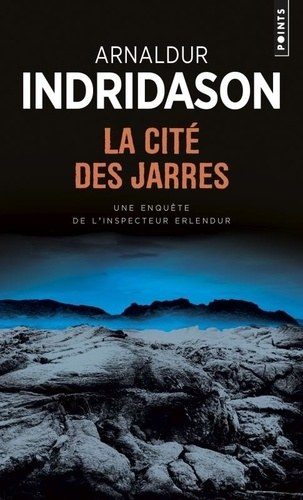 POINTS
ARNALDUR
INDRIDASON
LA CITÉ
DES JARRES
UNE ENQUÊTE
DE L'INSPECTEUR ERLENDUR